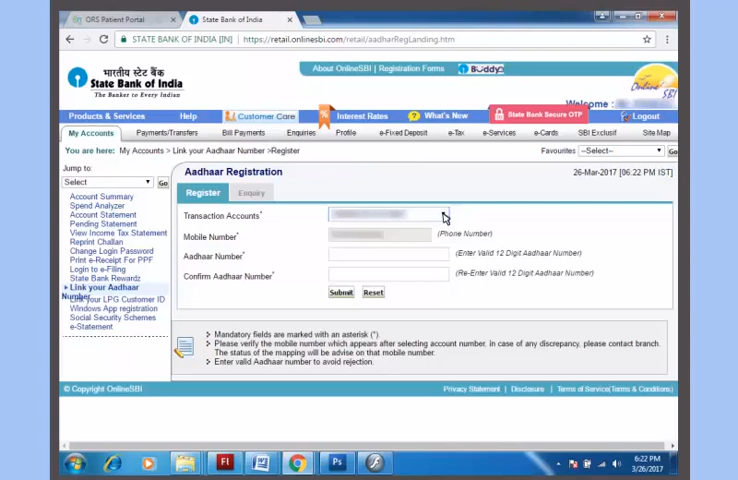 ORS Patient Portal
State Bank of India
STATE BANK OF INDIA [IN] https://retail.onlinesbi.com/retail/aadharRegLanding.htm
भारतीय स्टेट बैंक
State Bank of India
The Banker to Every Indian
About OnlineSBI | Registration Forms
Buddy
Online
SBI
Welcome :
Products & Services
Help
Customer Care
Interest Rates
What's New
State Bank Secure OTP
Logout
My Accounts
Payments/Transfers
Bill Payments
Enquiries
Profile
e-Fixed Deposit
e-Tax
e-Services
e-Cards
SBI Exclusif
Site Map
You are here: My Accounts > Link your Aadhaar Number >Register
Favourites --Select-- Go
Jump to:
Select Go
Account Summary
Spend Analyzer
Account Statement
Pending Statement
View Income Tax Statement
Reprint Challan
Change Login Password
Print e-Receipt For PPF
Login to e-Filing
State Bank Rewardz
Link your Aadhaar
Number
Link your LPG Customer ID
Windows App registration
Social Security Schemes
e-Statement
Aadhaar Registration
26-Mar-2017 [06:22 PM IST]
Register
Enquiry
Transaction Accounts*
Mobile Number* (Phone Number)
Aadhaar Number* (Enter Valid 12 Digit Aadhaar Number)
Confirm Aadhaar Number* (Re-Enter Valid 12 Digit Aadhaar Number)
Submit Reset
Mandatory fields are marked with an asterisk (*).
Please verify the mobile number which appears after selecting account number. In case of any discrepancy, please contact branch.
The status of the mapping will be advise on that mobile number.
Enter valid Aadhaar number to avoid rejection.
© Copyright OnlineSBI
Privacy Statement | Disclosure | Terms of Service(Terms & Conditions)
Fl
W
Ps
6:22 PM
3/26/2017